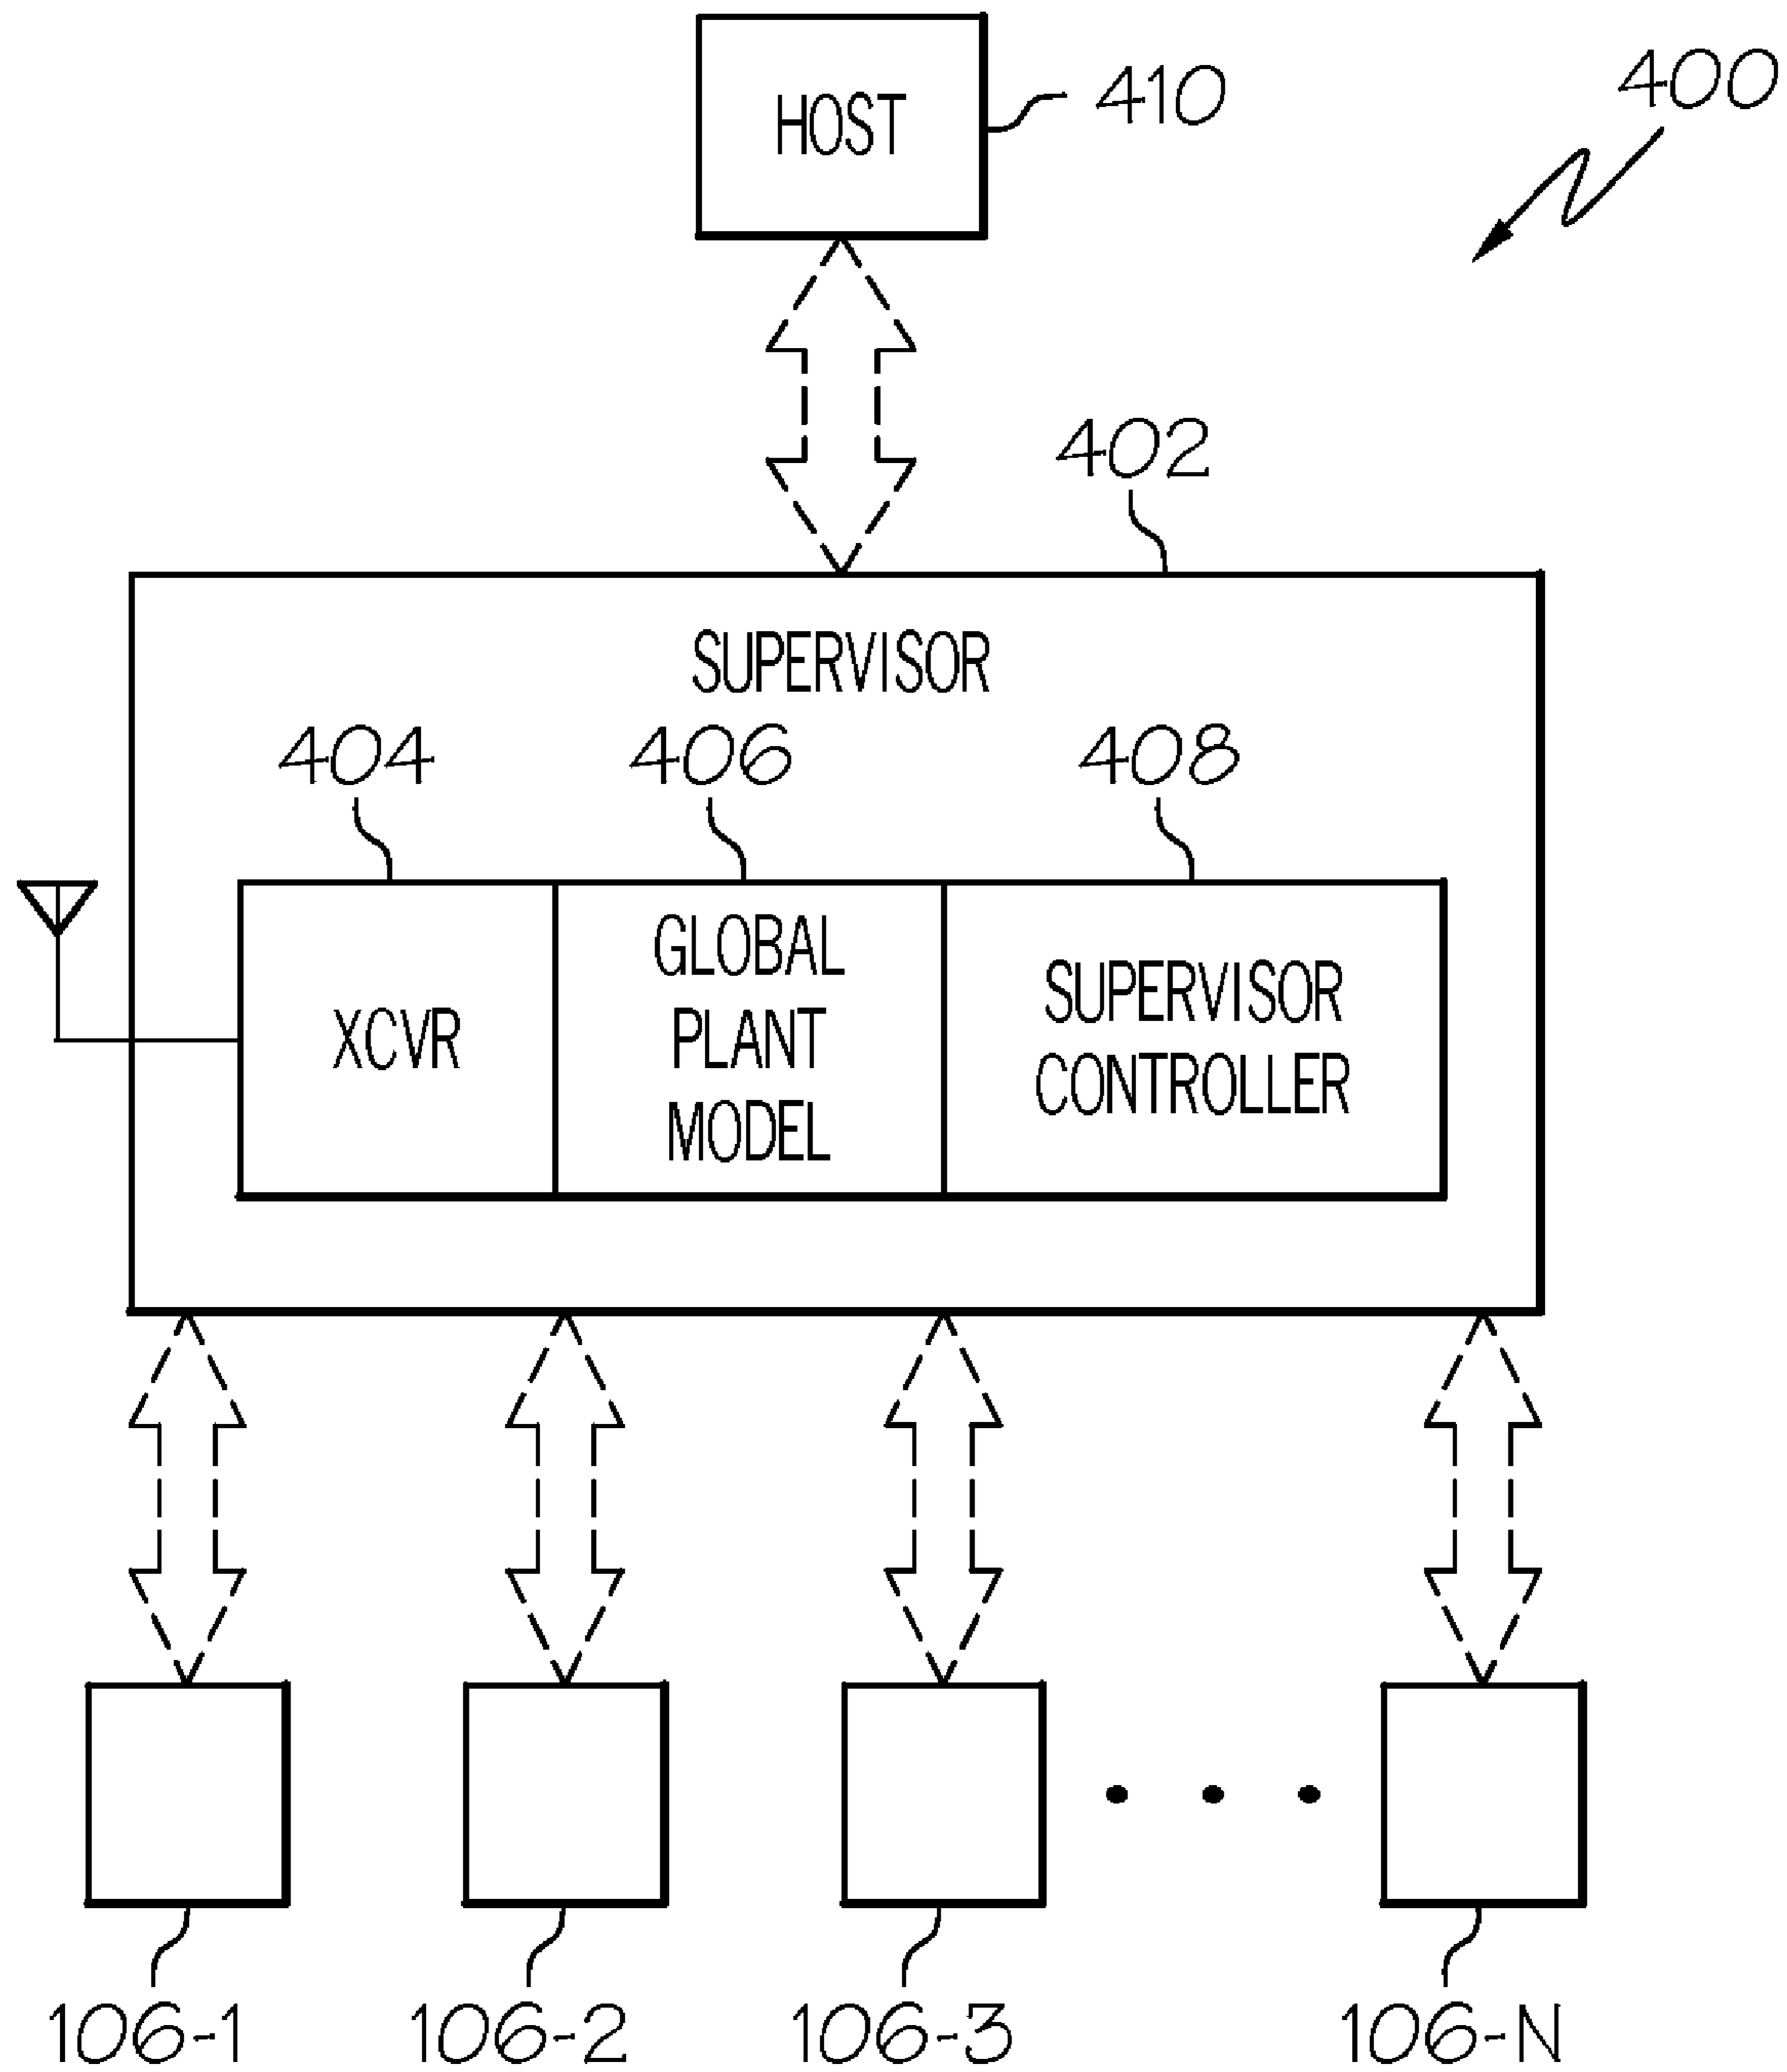 HOST
410
400
402
SUPERVISOR
404
406
408
XCVR
GLOBAL
PLANT
MODEL
SUPERVISOR
CONTROLLER
106-1
106-2
106-3
106-N